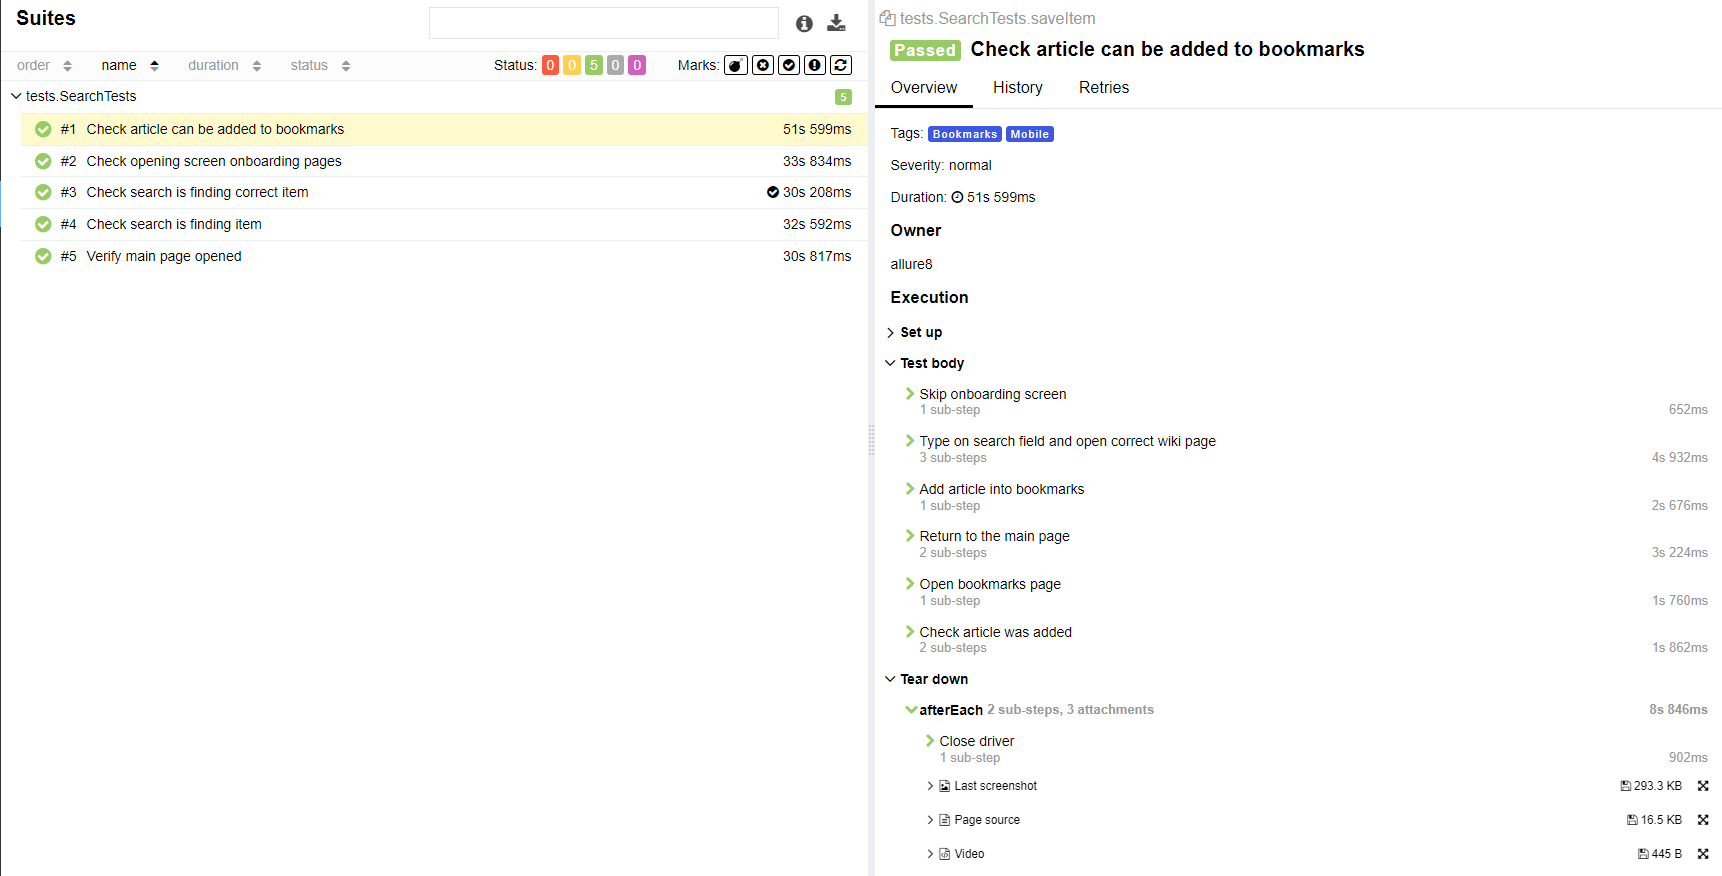 Suites
order name duration status Status: 0 0 5 0 0 Marks:
tests.SearchTests 5
#1 Check article can be added to bookmarks 51s 599ms
#2 Check opening screen onboarding pages 33s 834ms
#3 Check search is finding correct item 30s 208ms
#4 Check search is finding item 32s 592ms
#5 Verify main page opened 30s 817ms
tests.SearchTests.saveItem
Passed Check article can be added to bookmarks
Overview History Retries
Tags: Bookmarks Mobile
Severity: normal
Duration: 51s 599ms
Owner
allure8
Execution
Set up
Test body
Skip onboarding screen
1 sub-step 652ms
Type on search field and open correct wiki page
3 sub-steps 4s 932ms
Add article into bookmarks
1 sub-step 2s 676ms
Return to the main page
2 sub-steps 3s 224ms
Open bookmarks page
1 sub-step 1s 760ms
Check article was added
2 sub-steps 1s 862ms
Tear down
afterEach 2 sub-steps, 3 attachments 8s 846ms
Close driver
1 sub-step 902ms
Last screenshot 293.3 KB
Page source 16.5 KB
Video 445 B